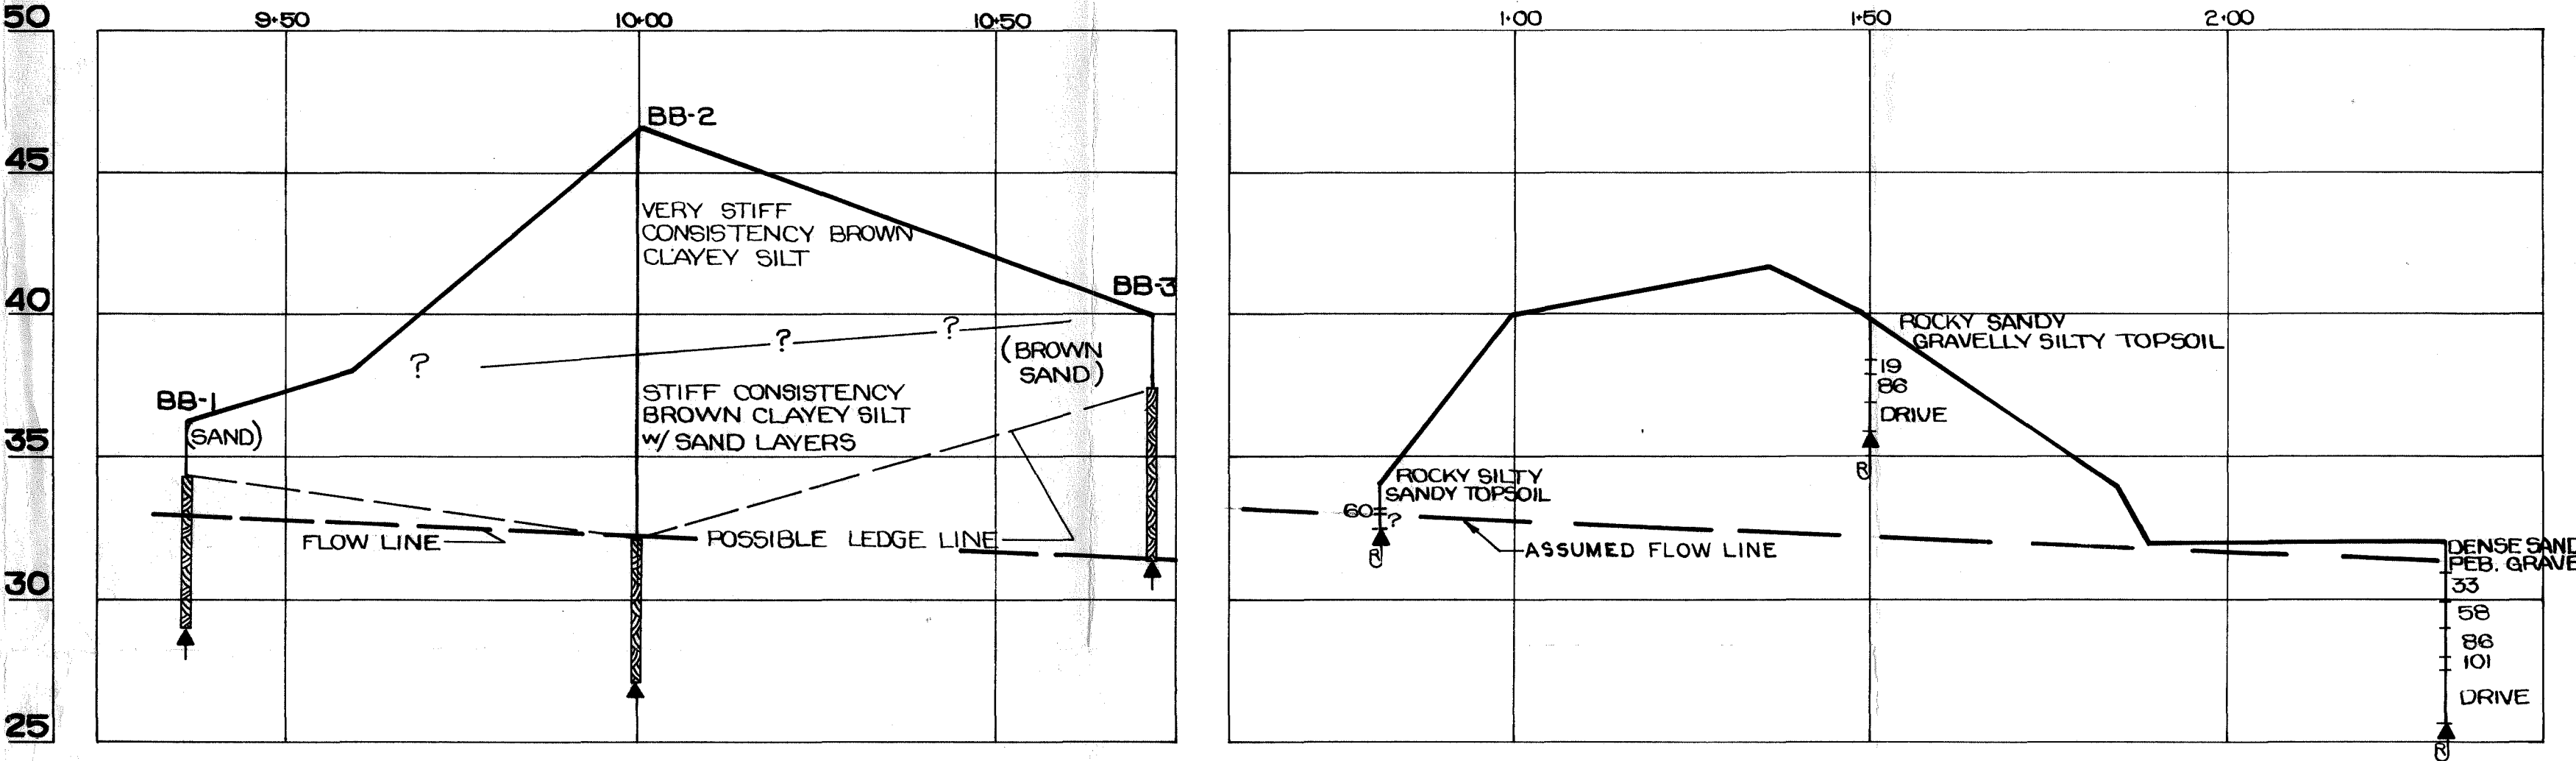 50
45
40
35
30
25
9+50
10+00
10+50
BB-2
VERY STIFF
CONSISTENCY BROWN
CLAYEY SILT
BB-3
?
?
?
(BROWN
SAND)
BB-1
(SAND)
STIFF CONSISTENCY
BROWN CLAYEY SILT
W/ SAND LAYERS
FLOW LINE
POSSIBLE LEDGE LINE
1+00
1+50
2+00
ROCKY SANDY
GRAVELLY SILTY TOPSOIL
19
86
DRIVE
R
ROCKY SILTY
SANDY TOPSOIL
60
?
R
ASSUMED FLOW LINE
DENSE SAND
PEB. GRAVE
33
58
86
101
DRIVE
R